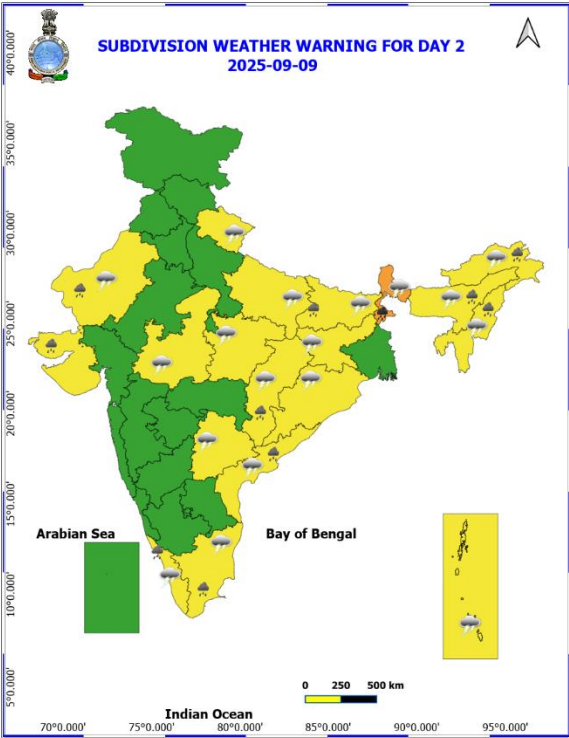 SUBDIVISION WEATHER WARNING FOR DAY 2
2025-09-09
40°0.000'
35°0.000'
30°0.000'
25°0.000'
20°0.000'
15°0.000'
10°0.000'
5°0.000'
Arabian Sea
Bay of Bengal
0 250 500 km
Indian Ocean
70°0.000' 75°0.000' 80°0.000' 85°0.000' 90°0.000' 95°0.000'